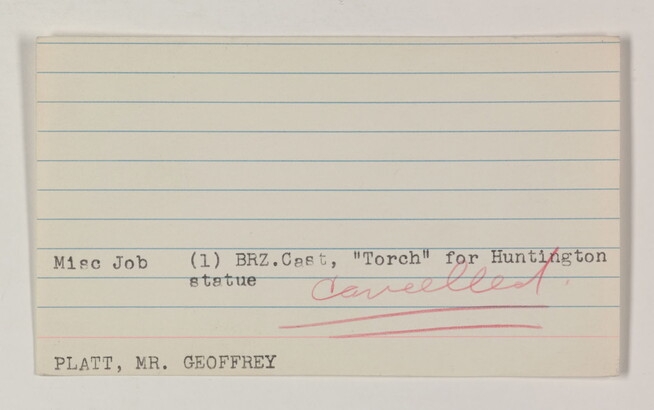 Misc Job (1) BRZ.Cast, "Torch" for Huntington
statue
Cancelled.
PLATT, MR. GEOFFREY